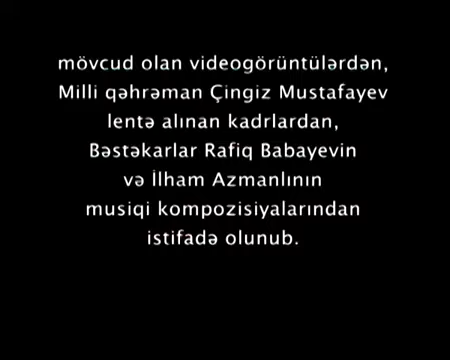 mövcud olan videogörüntülərdən,
Milli qəhrəman Çingiz Mustafayev
lentə alınan kadrlardan,
Bəstəkarlar Rafiq Babayevin
və İlham Azmanlının
musiqi kompozisiyalarından
istifadə olunub.